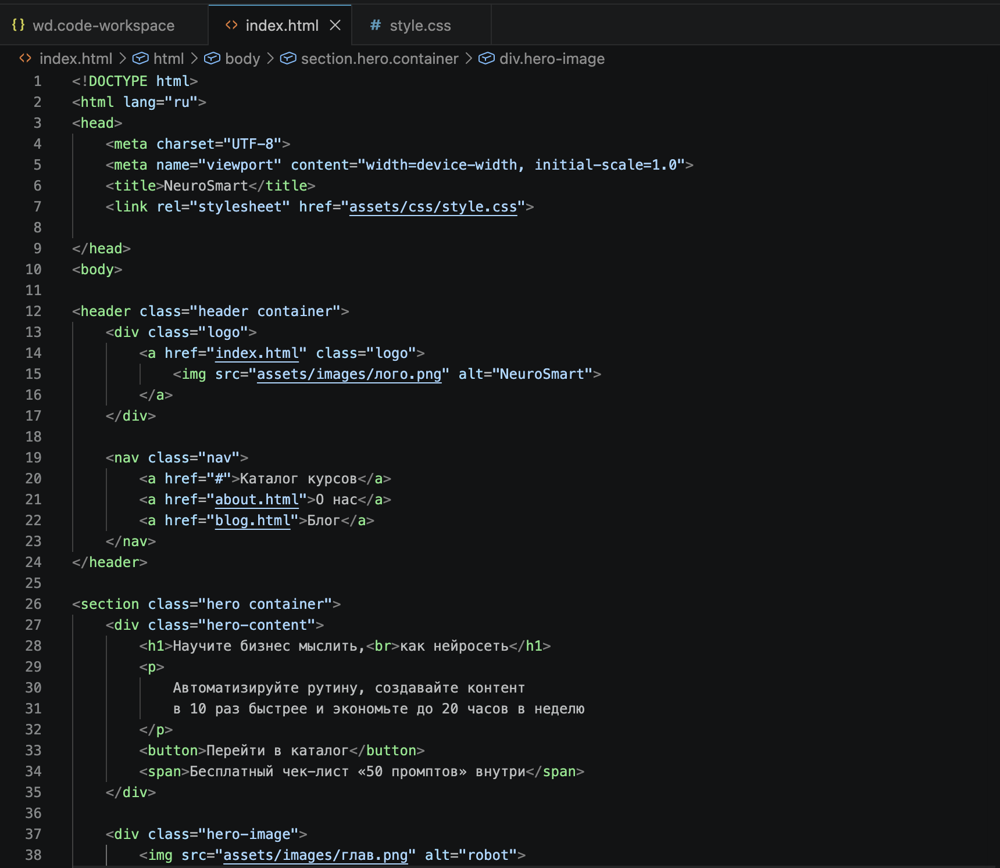 {} wd.code-workspace <> index.html × # style.css
<> index.html > html > body > section.hero.container > div.hero-image
1 <!DOCTYPE html>
2 <html lang="ru">
3 <head>
4 <meta charset="UTF-8">
5 <meta name="viewport" content="width=device-width, initial-scale=1.0">
6 <title>NeuroSmart</title>
7 <link rel="stylesheet" href="assets/css/style.css">
8
9 </head>
10 <body>
11
12 <header class="header container">
13 <div class="logo">
14 <a href="index.html" class="logo">
15 <img src="assets/images/лого.png" alt="NeuroSmart">
16 </a>
17 </div>
18
19 <nav class="nav">
20 <a href="#">Каталог курсов</a>
21 <a href="about.html">О нас</a>
22 <a href="blog.html">Блог</a>
23 </nav>
24 </header>
25
26 <section class="hero container">
27 <div class="hero-content">
28 <h1>Научите бизнес мыслить,<br>как нейросеть</h1>
29 <p>
30 Автоматизируйте рутину, создавайте контент
31 в 10 раз быстрее и экономьте до 20 часов в неделю
32 </p>
33 <button>Перейти в каталог</button>
34 <span>Бесплатный чек-лист «50 промптов» внутри</span>
35 </div>
36
37 <div class="hero-image">
38 <img src="assets/images/глав.png" alt="robot">